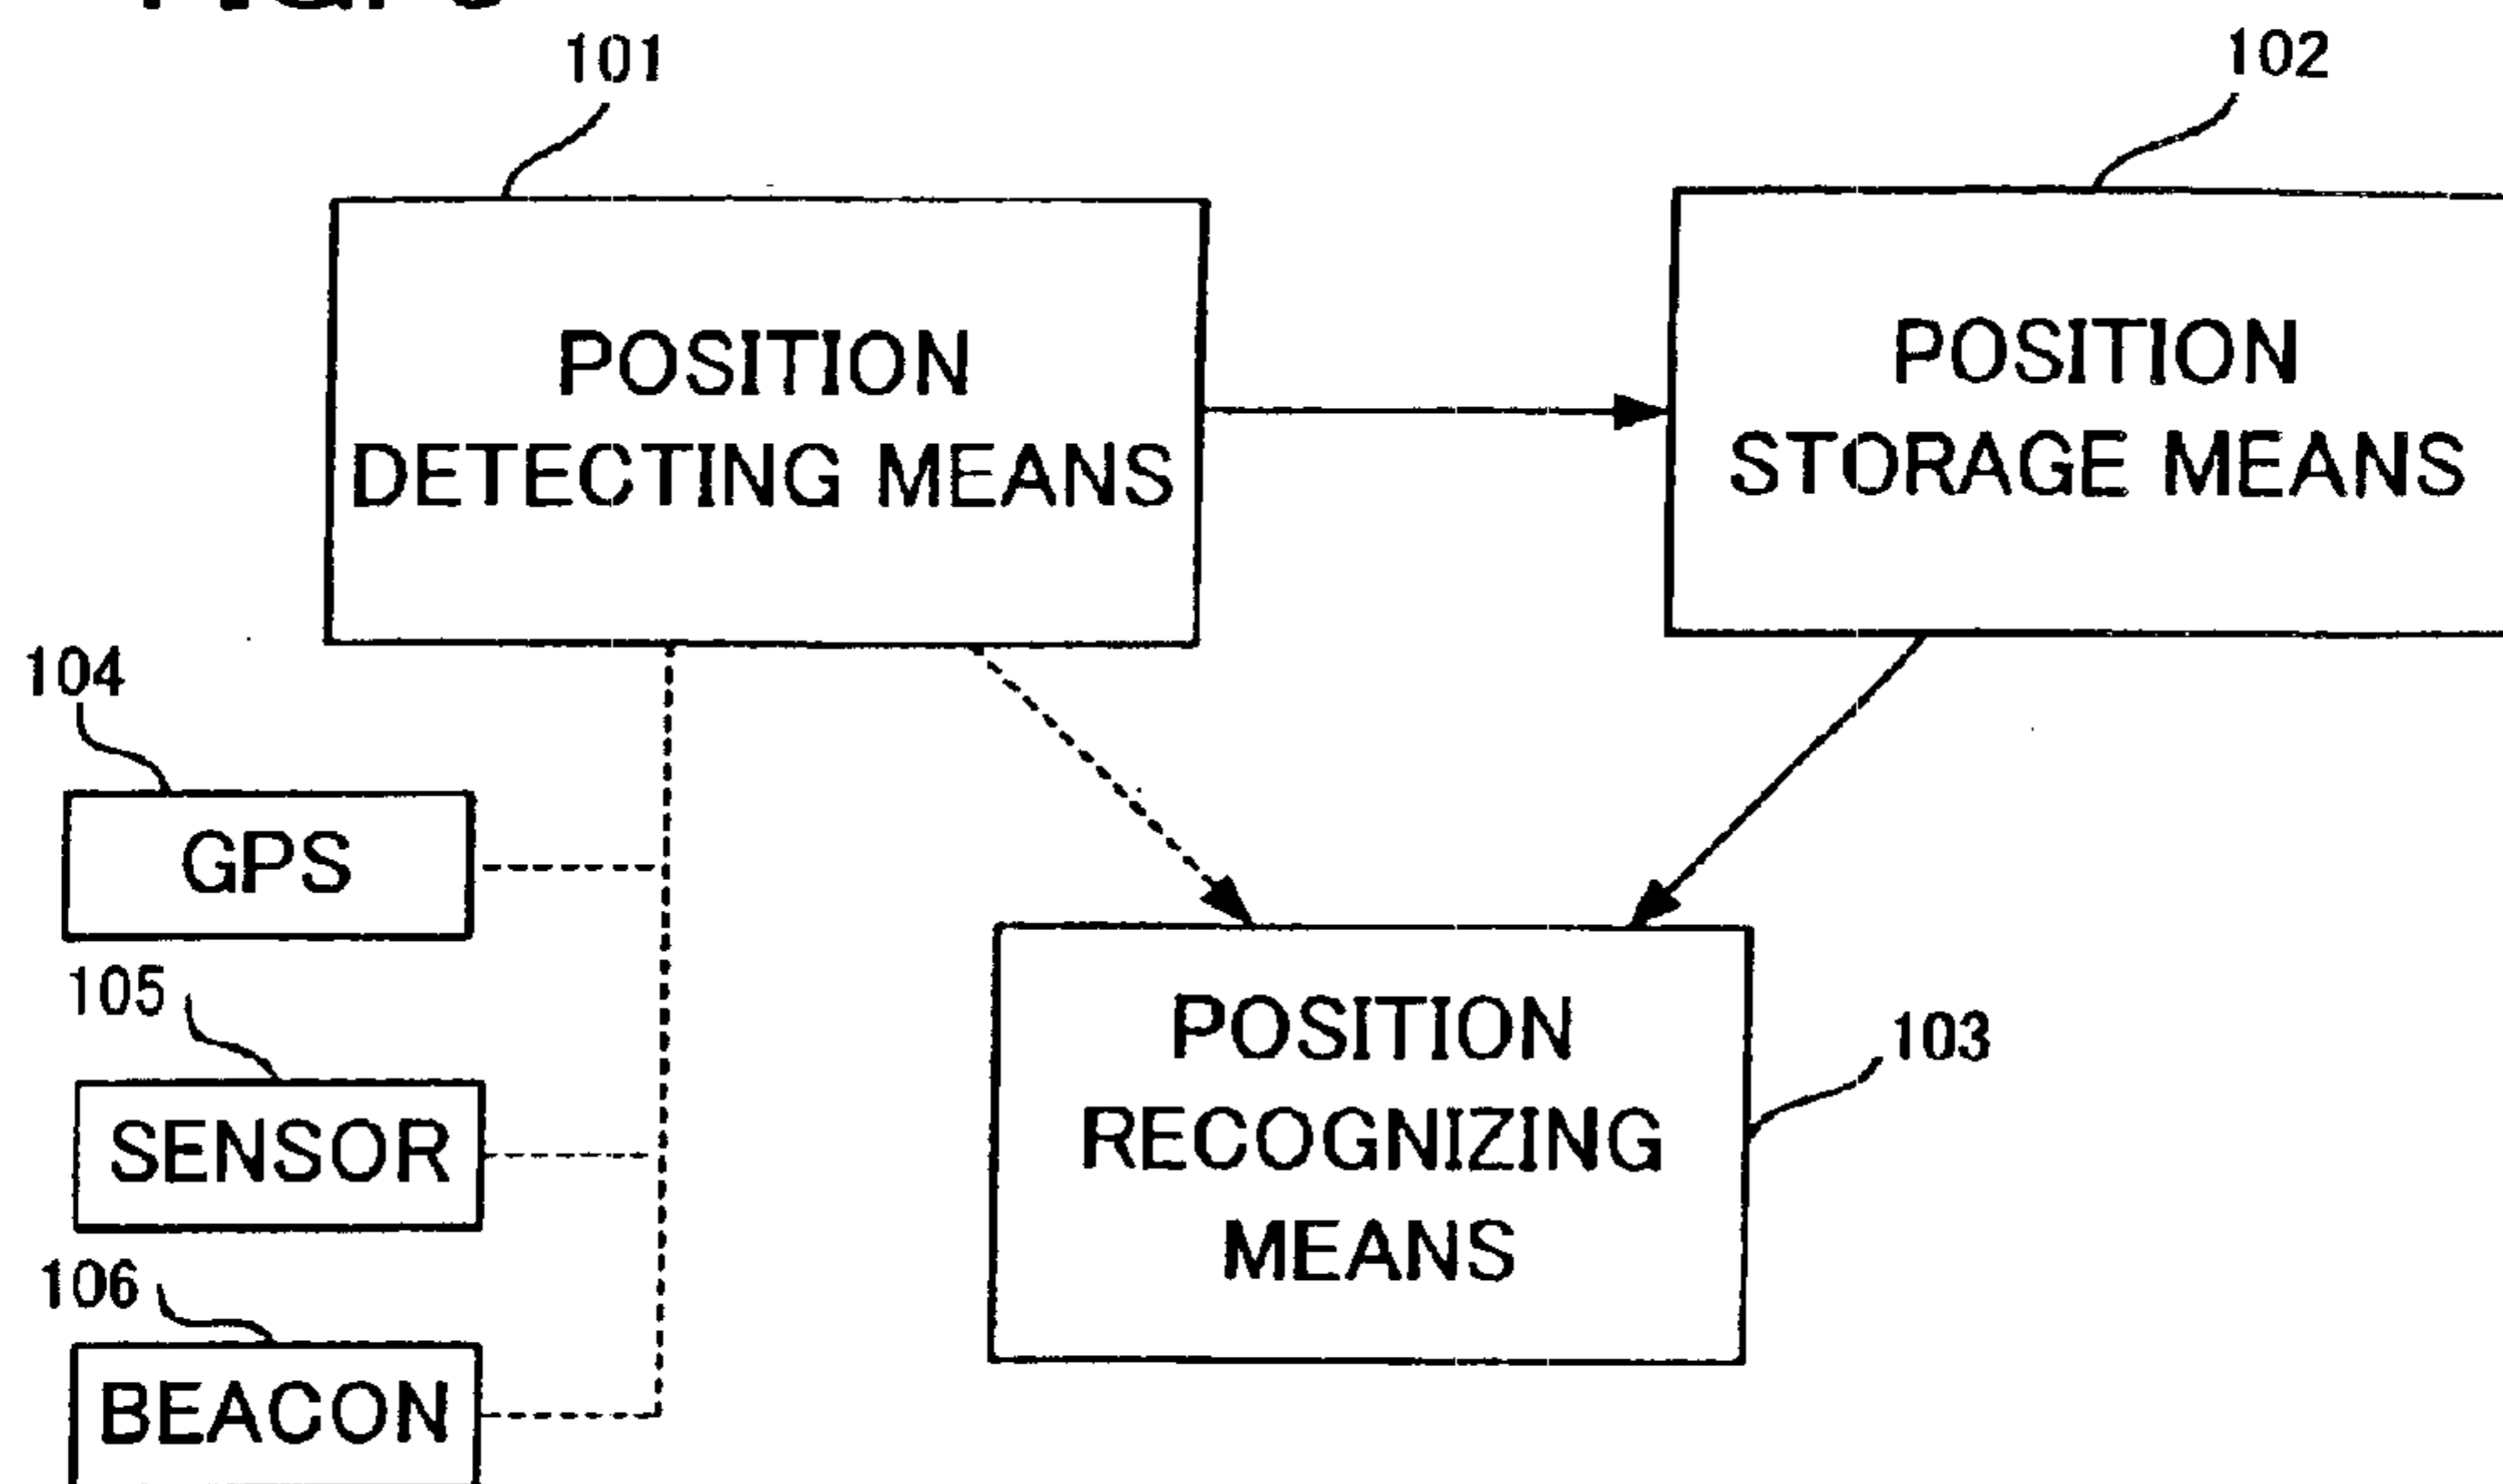 101
102
POSITION
DETECTING MEANS
POSITION
STORAGE MEANS
104
GPS
105
SENSOR
106
BEACON
POSITION
RECOGNIZING
MEANS
103